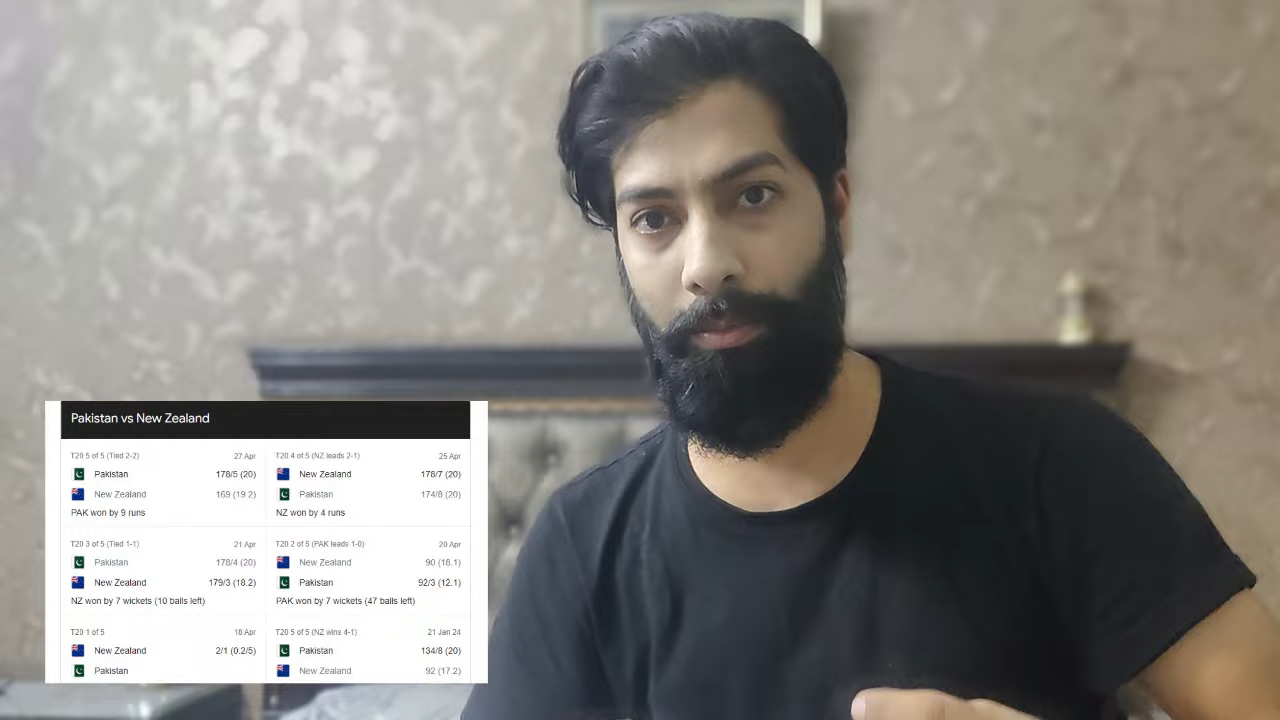 Pakistan vs New Zealand
T20 5 of 5 (Tied 2-2) 27 Apr
Pakistan 178/5 (20)
New Zealand 169 (19.2)
PAK won by 9 runs
T20 4 of 5 (NZ leads 2-1) 25 Apr
New Zealand 178/7 (20)
Pakistan 174/8 (20)
NZ won by 4 runs
T20 3 of 5 (Tied 1-1) 21 Apr
Pakistan 178/4 (20)
New Zealand 179/3 (18.2)
NZ won by 7 wickets (10 balls left)
T20 2 of 5 (PAK leads 1-0) 20 Apr
New Zealand 90 (18.1)
Pakistan 92/3 (12.1)
PAK won by 7 wickets (47 balls left)
T20 1 of 5 18 Apr
New Zealand 2/1 (0.2/5)
Pakistan
T20 5 of 5 (NZ wins 4-1) 21 Jan 24
Pakistan 134/8 (20)
New Zealand 92 (17.2)